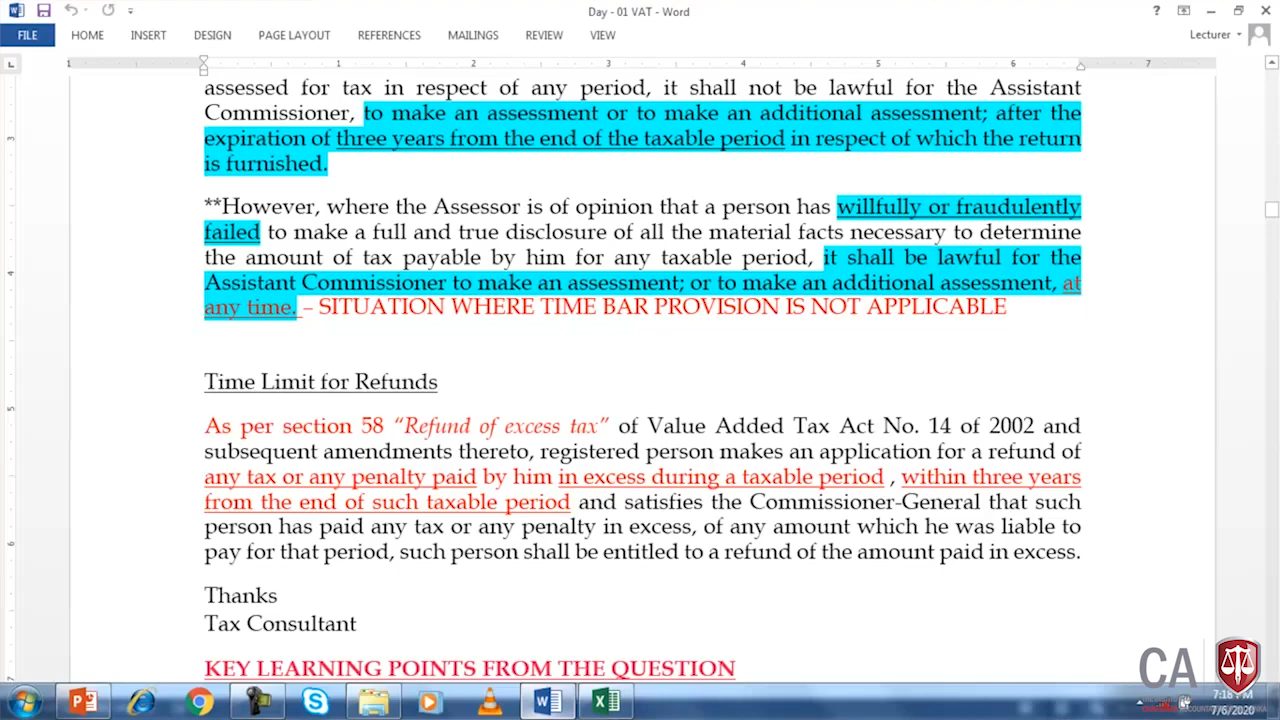 Day - 01 VAT - Word
FILE HOME INSERT DESIGN PAGE LAYOUT REFERENCES MAILINGS REVIEW VIEW Lecturer
1 1 2 3 4 5 6 7
assessed for tax in respect of any period, it shall not be lawful for the Assistant
Commissioner, to make an assessment or to make an additional assessment; after the
expiration of three years from the end of the taxable period in respect of which the return
is furnished.
**However, where the Assessor is of opinion that a person has willfully or fraudulently
failed to make a full and true disclosure of all the material facts necessary to determine
the amount of tax payable by him for any taxable period, it shall be lawful for the
Assistant Commissioner to make an assessment; or to make an additional assessment, at
any time. – SITUATION WHERE TIME BAR PROVISION IS NOT APPLICABLE
Time Limit for Refunds
As per section 58 “Refund of excess tax” of Value Added Tax Act No. 14 of 2002 and
subsequent amendments thereto, registered person makes an application for a refund of
any tax or any penalty paid by him in excess during a taxable period , within three years
from the end of such taxable period and satisfies the Commissioner-General that such
person has paid any tax or any penalty in excess, of any amount which he was liable to
pay for that period, such person shall be entitled to a refund of the amount paid in excess.
Thanks
Tax Consultant
KEY LEARNING POINTS FROM THE QUESTION
CA
7:18 PM
7/6/2020